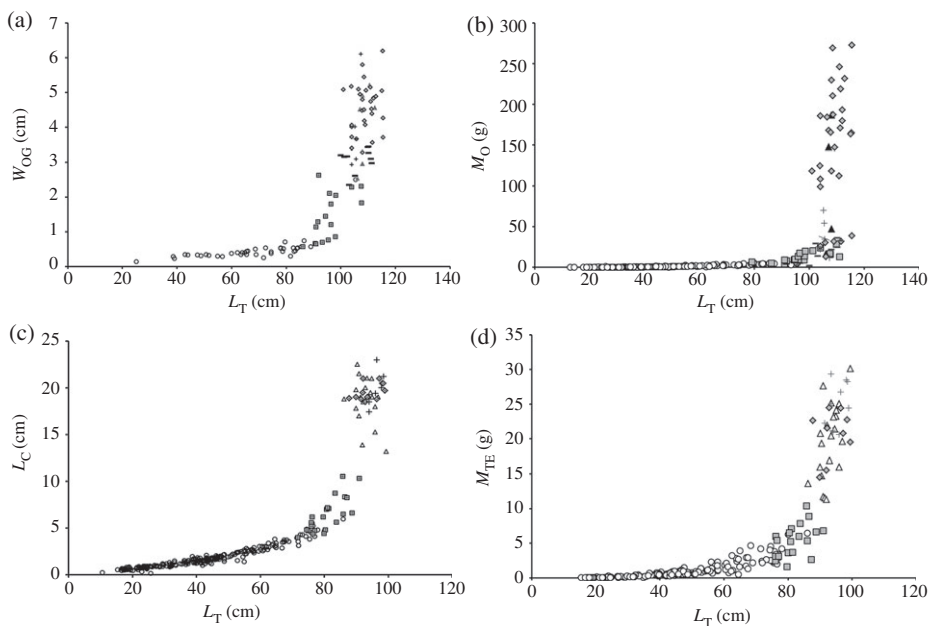 (a)
7
6
5
4
3
2
1
0
W_OG (cm)
0 20 40 60 80 100 120 140
L_T (cm)
(b)
300
250
200
150
100
50
0
M_O (g)
0 20 40 60 80 100 120 140
L_T (cm)
(c)
25
20
15
10
5
0
L_C (cm)
0 20 40 60 80 100 120
L_T (cm)
(d)
35
30
25
20
15
10
5
0
M_TE (g)
0 20 40 60 80 100 120
L_T (cm)